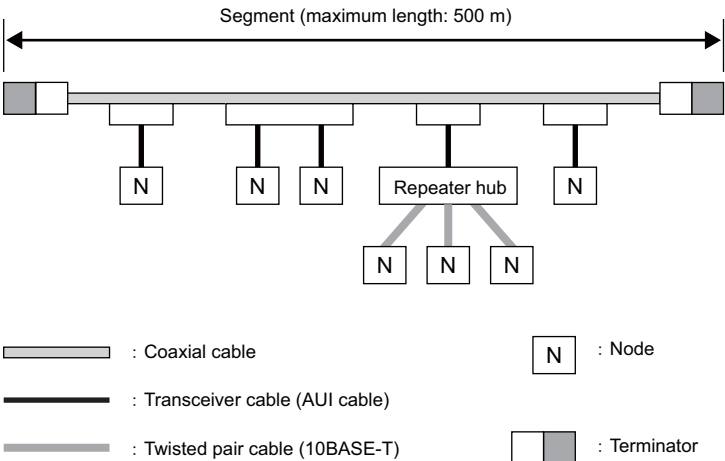 Segment (maximum length: 500 m)
N
N
N
Repeater hub
N
N
N
N
: Coaxial cable
N
: Node
: Transceiver cable (AUI cable)
: Twisted pair cable (10BASE-T)
: Terminator